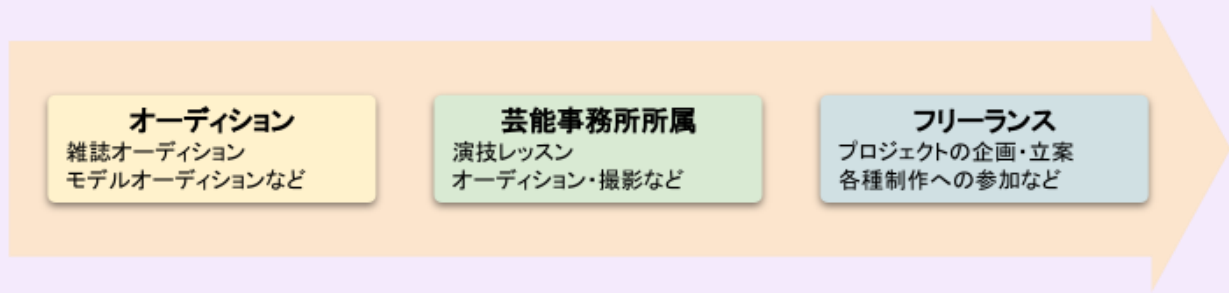 オーディション
雑誌オーディション
モデルオーディションなど
芸能事務所所属
演技レッスン
オーディション・撮影など
フリーランス
プロジェクトの企画・立案
各種制作への参加など